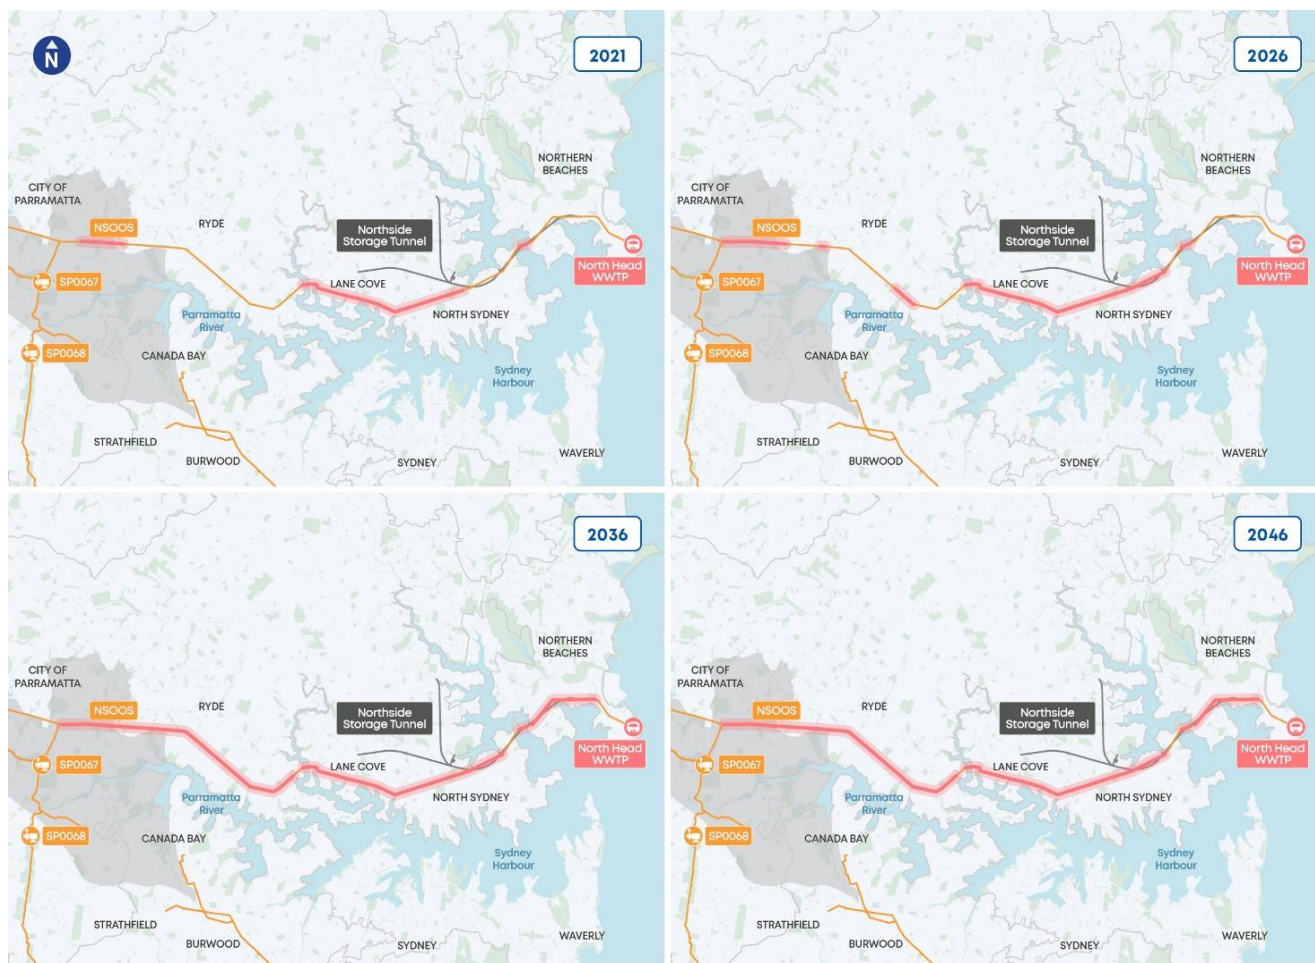 N
2021
NORTHERN
BEACHES
CITY OF
PARRAMATTA
NSOOS
RYDE
Northside
Storage Tunnel
North Head
WWTP
SP0067
LANE COVE
Parramatta
River
NORTH SYDNEY
SP0068
CANADA BAY
Sydney
Harbour
STRATHFIELD
BURWOOD
SYDNEY
WAVERLY
2026
NORTHERN
BEACHES
CITY OF
PARRAMATTA
NSOOS
RYDE
Northside
Storage Tunnel
North Head
WWTP
SP0067
LANE COVE
Parramatta
River
NORTH SYDNEY
SP0068
CANADA BAY
Sydney
Harbour
STRATHFIELD
BURWOOD
SYDNEY
WAVERLY
2036
NORTHERN
BEACHES
CITY OF
PARRAMATTA
NSOOS
RYDE
Northside
Storage Tunnel
North Head
WWTP
SP0067
LANE COVE
Parramatta
River
NORTH SYDNEY
SP0068
CANADA BAY
Sydney
Harbour
STRATHFIELD
BURWOOD
SYDNEY
WAVERLY
2046
NORTHERN
BEACHES
CITY OF
PARRAMATTA
NSOOS
RYDE
Northside
Storage Tunnel
North Head
WWTP
SP0067
LANE COVE
Parramatta
River
NORTH SYDNEY
SP0068
CANADA BAY
Sydney
Harbour
STRATHFIELD
BURWOOD
SYDNEY
WAVERLY